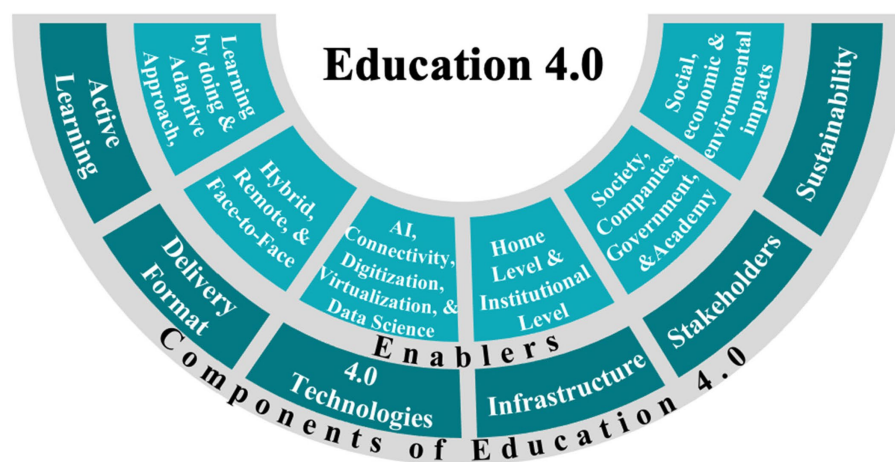 Education 4.0
Learning
by doing &
Adaptive
Approach,
Hybrid,
Remote, &
Face-to-Face
AI,
Connectivity,
Digitization,
Virtualization, &
Data Science
Home
Level &
Institutional
Level
Society,
Companies,
Government,
&Academy
Social,
economic &
environmental
impacts
Enablers
Active
Learning
Delivery
Format
4.0
Technologies
Infrastructure
Stakeholders
Sustainability
Components of Education 4.0